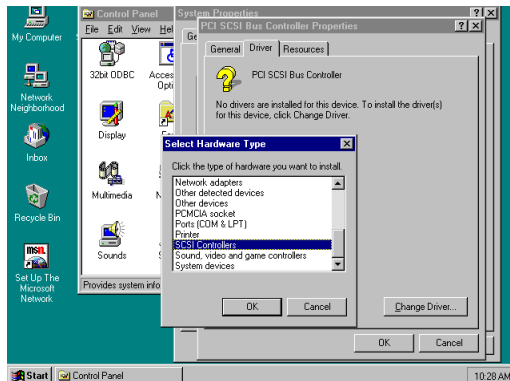 My Computer
Network
Neighborhood
Inbox
Recycle Bin
msn.
Set Up The
Microsoft
Network
Control Panel
File Edit View Hel
32bit ODBC
Acces
Opti
Display
Multimedia
N
Sounds
Provides system info
System Properties
Ge
PCI SCSI Bus Controller Properties
General
Driver
Resources
PCI SCSI Bus Controller
No drivers are installed for this device. To install the driver(s)
for this device, click Change Driver.
Select Hardware Type
Click the type of hardware you want to install.
Network adapters
Other detected devices
Other devices
PCMCIA socket
Ports (COM & LPT)
Printer
SCSI Controllers
Sound, video and game controllers
System devices
OK
Cancel
Change Driver...
OK
Cancel
Start
Control Panel
10:28 AM